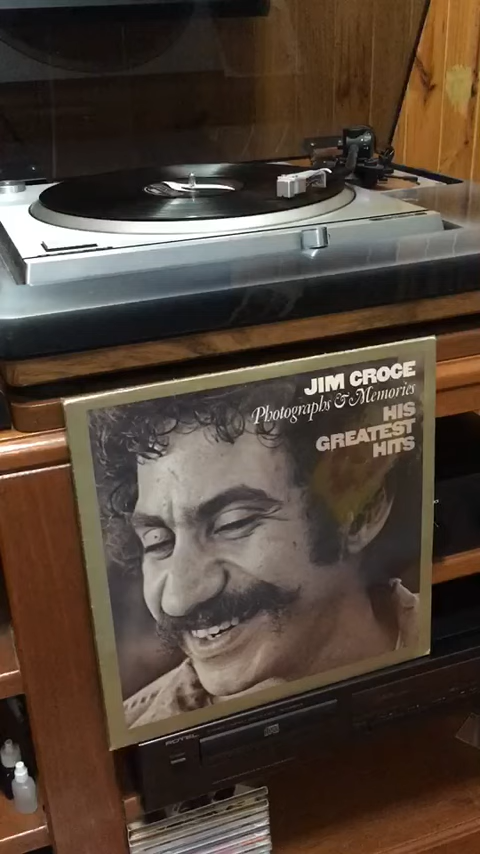 JIM CROCE
Photographs & Memories
HIS
GREATEST
HITS
ROTEL